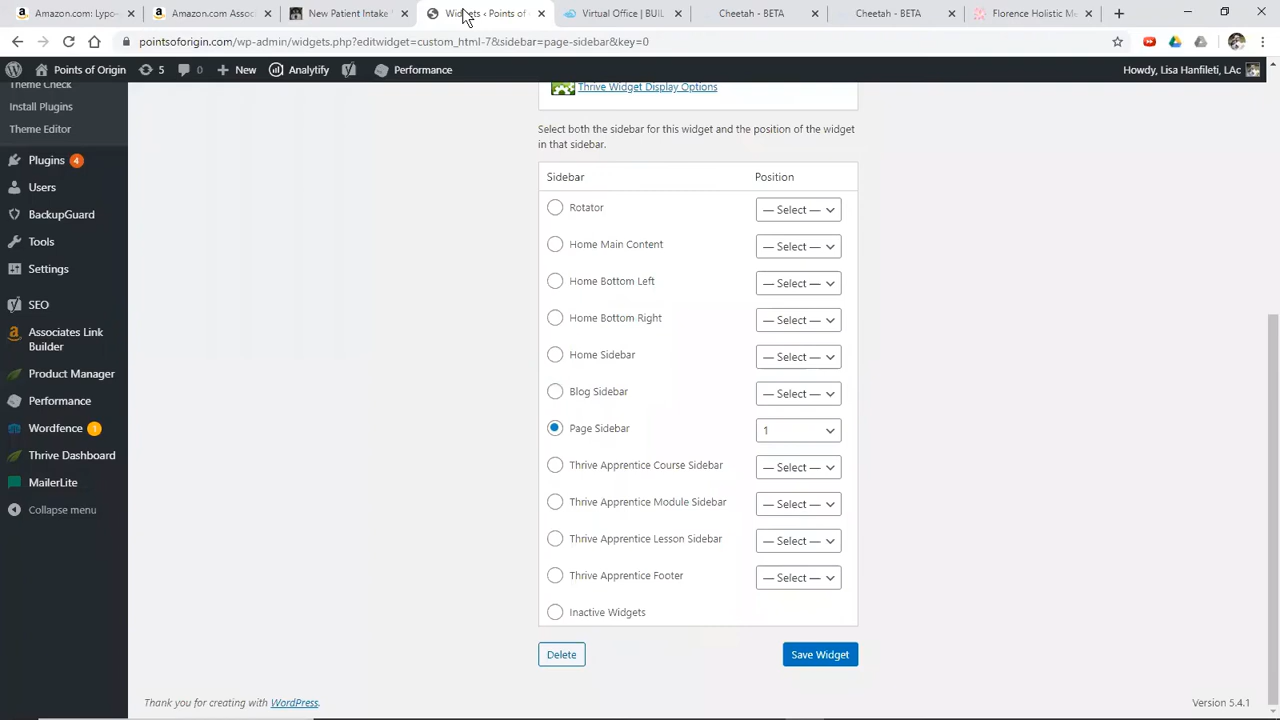 Amazon.com: Lypo-
Amazon.com Assoc
New Patient Intake
Widgets ‹ Points of
Virtual Office | BUIL
Cheetah - BETA
Cheetah - BETA
Florence Holistic Me
pointsoforigin.com/wp-admin/widgets.php?editwidget=custom_html-7&sidebar=page-sidebar&key=0
Points of Origin
5
0
New
Analytify
Performance
Howdy, Lisa Hanfileti, LAc
Theme Check
Install Plugins
Theme Editor
Plugins 4
Users
BackupGuard
Tools
Settings
SEO
Associates Link
Builder
Product Manager
Performance
Wordfence 1
Thrive Dashboard
MailerLite
Collapse menu
Thrive Widget Display Options
Select both the sidebar for this widget and the position of the widget
in that sidebar.
Sidebar Position
Rotator — Select —
Home Main Content — Select —
Home Bottom Left — Select —
Home Bottom Right — Select —
Home Sidebar — Select —
Blog Sidebar — Select —
Page Sidebar 1
Thrive Apprentice Course Sidebar — Select —
Thrive Apprentice Module Sidebar — Select —
Thrive Apprentice Lesson Sidebar — Select —
Thrive Apprentice Footer — Select —
Inactive Widgets
Delete Save Widget
Thank you for creating with WordPress. Version 5.4.1